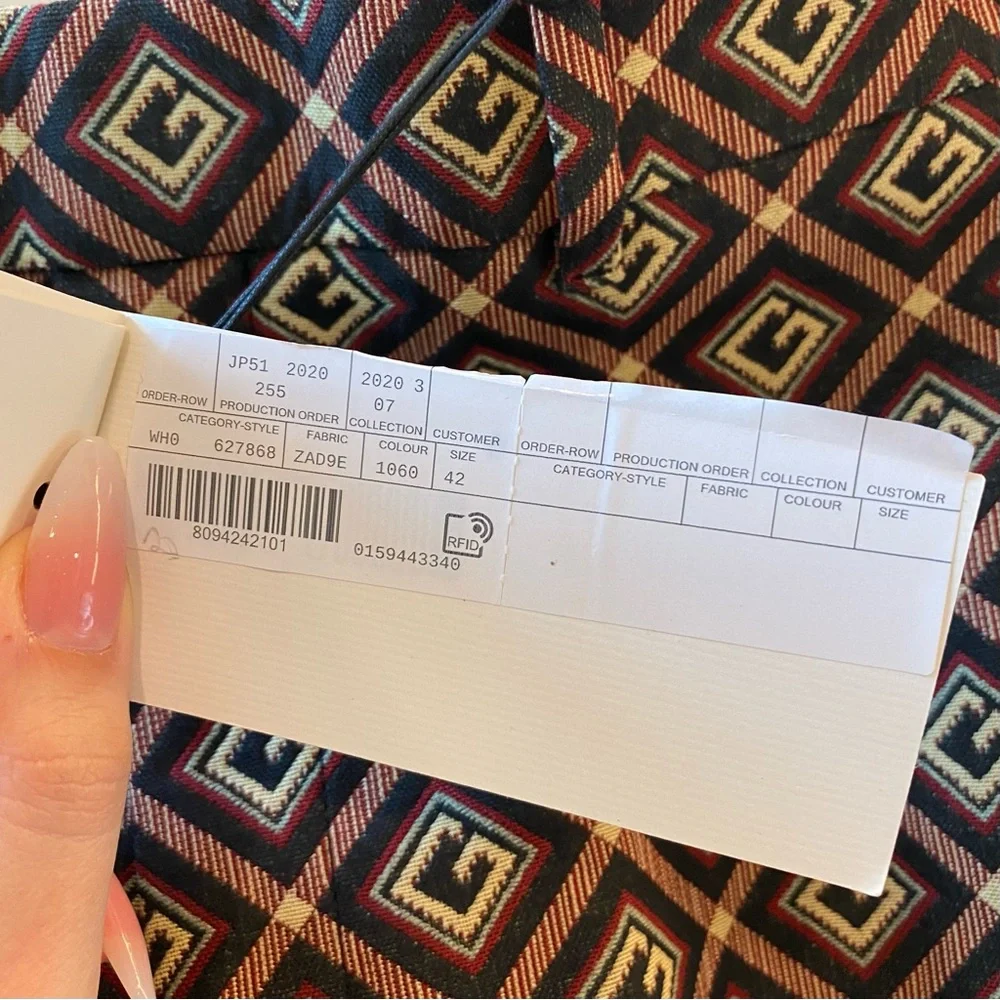 JP51 2020 2020 3
255 07
ORDER-ROW PRODUCTION ORDER COLLECTION CUSTOMER
CATEGORY-STYLE FABRIC COLOUR SIZE
WH0 627868 ZAD9E 1060 42
8094242101
0159443340
RFID
ORDER-ROW PRODUCTION ORDER COLLECTION CUSTOMER
CATEGORY-STYLE FABRIC COLOUR SIZE